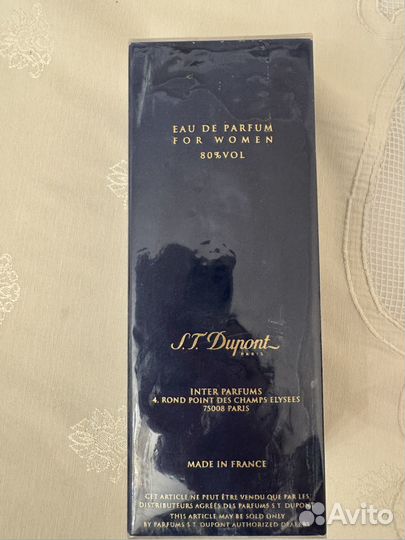 EAU DE PARFUM
FOR WOMEN
80%VOL
S.T. Dupont
PARIS
INTER PARFUMS
4, ROND POINT DES CHAMPS ELYSEES
75008 PARIS
MADE IN FRANCE
CET ARTICLE NE PEUT ÊTRE VENDU QUE PAR LES
DISTRIBUTEURS AGRÉÉS DES PARFUMS S.T. DUPONT
THIS ARTICLE MAY BE SOLD ONLY
BY PARFUMS S.T. DUPONT AUTHORIZED DEALERS
Avito